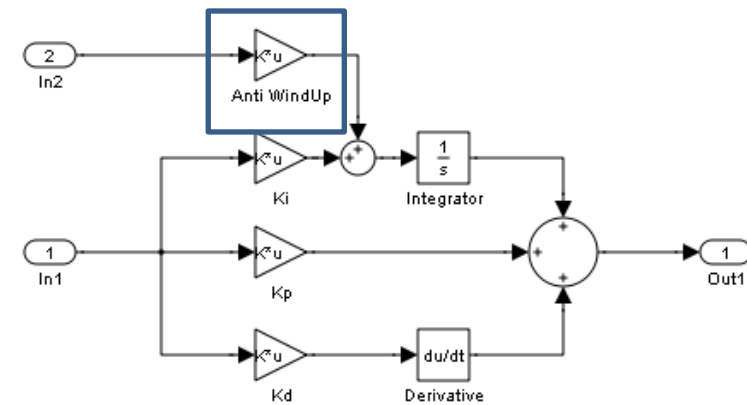 2
In2
K*u
Anti WindUp
K*u
Ki
+
+
1
s
Integrator
1
In1
K*u
Kp
+
+
+
1
Out1
K*u
Kd
du/dt
Derivative